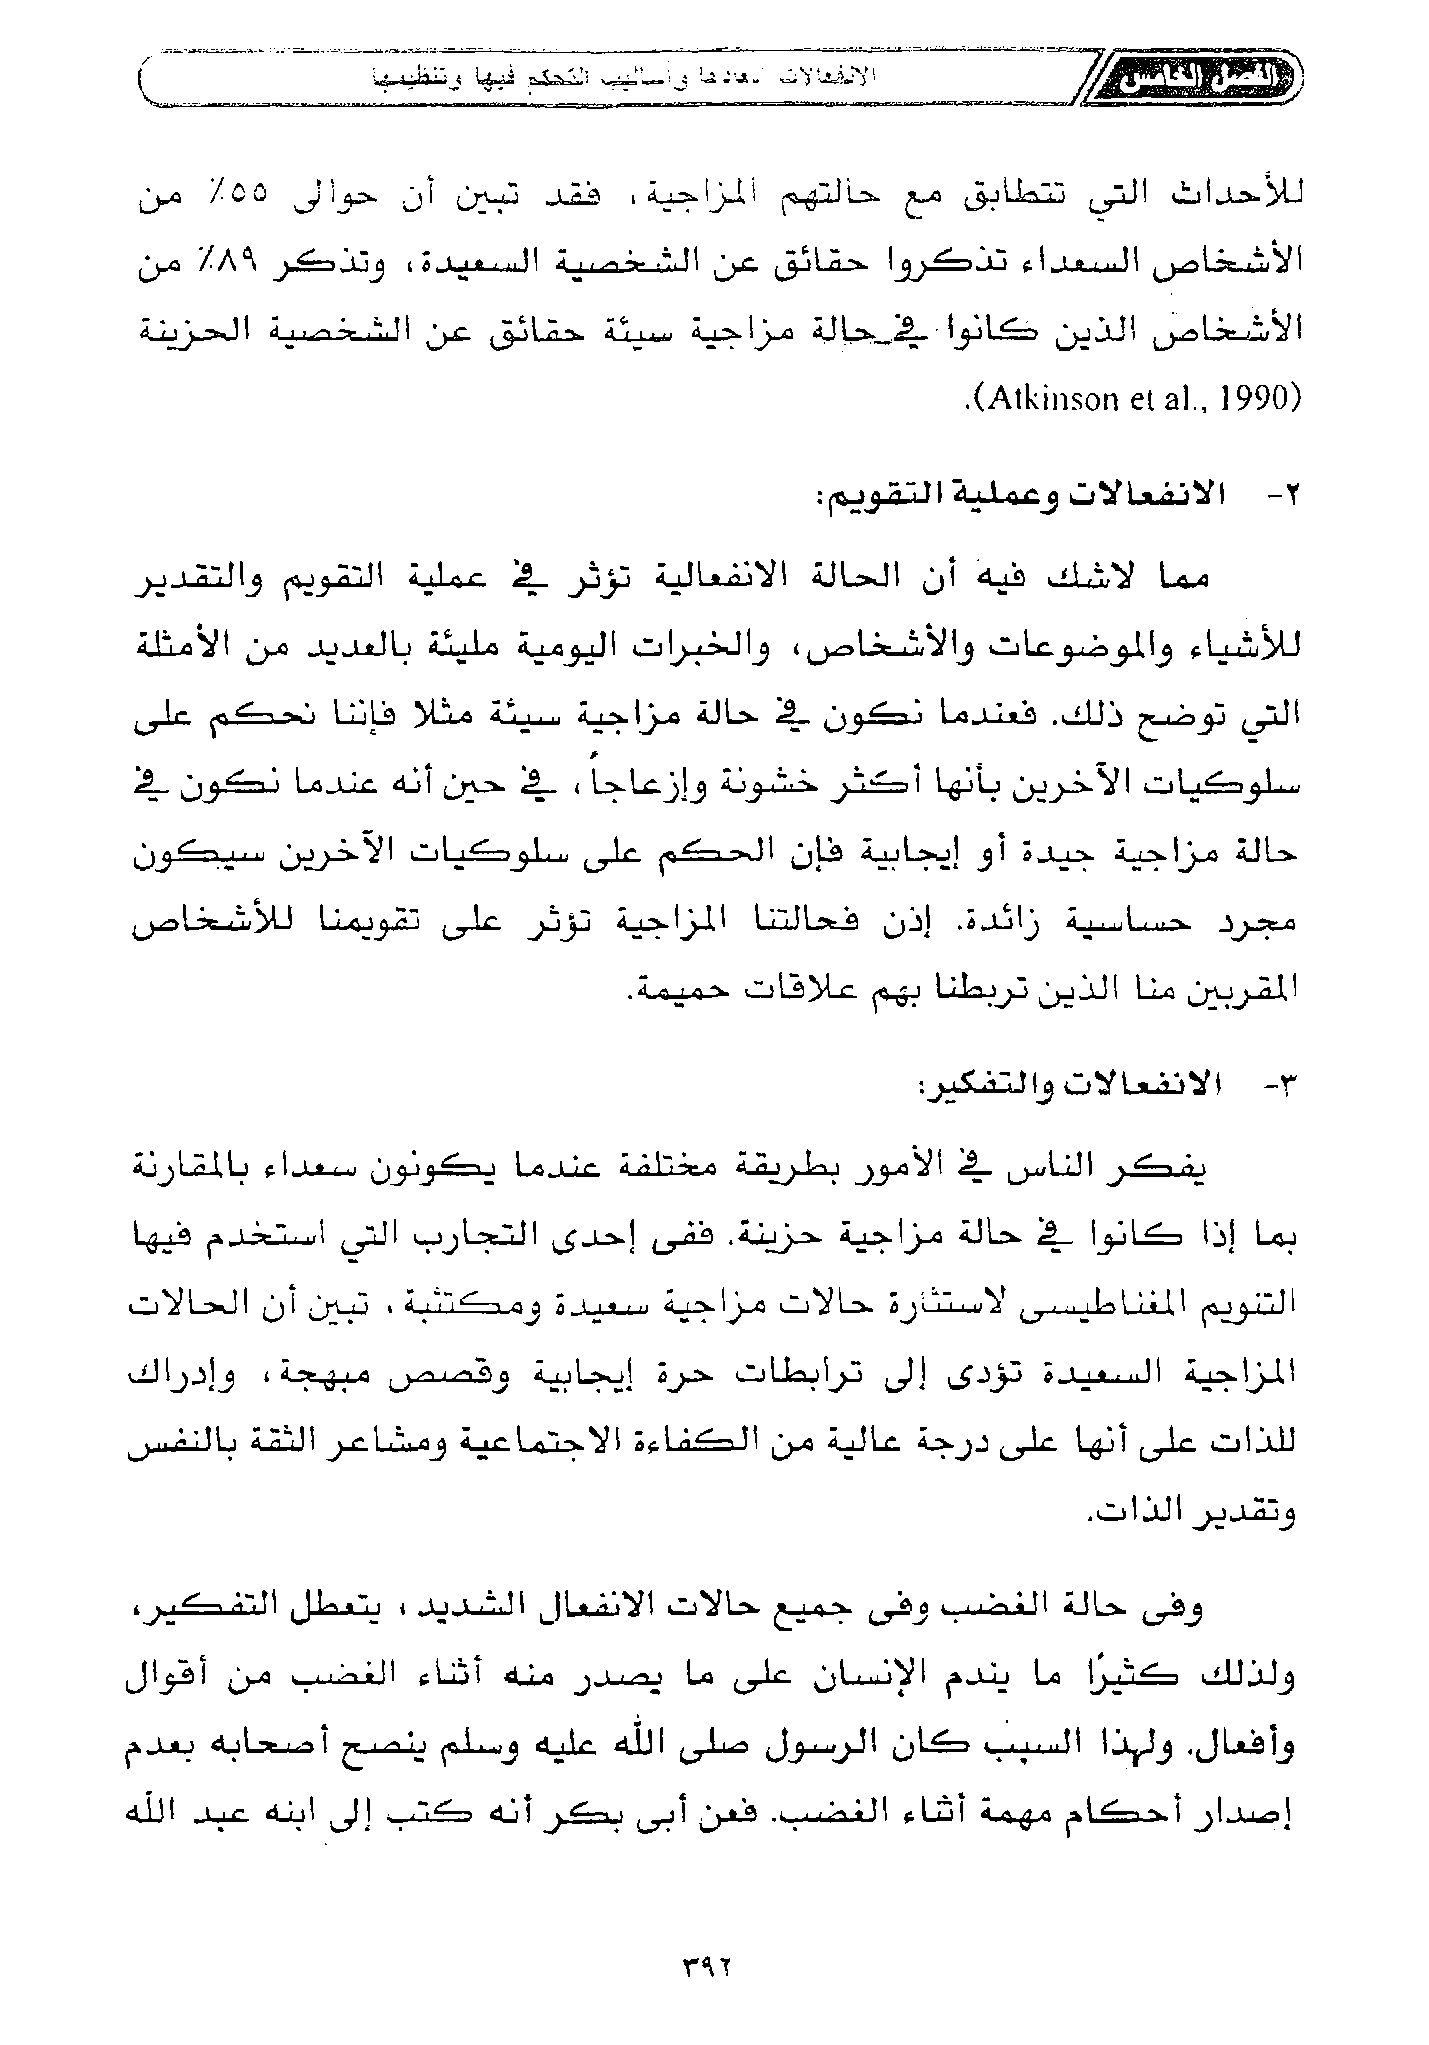 الفصل الخامس
الانفعالات أبعادها وأساليب التحكم فيها وتنظيمها
للأحداث التي تتطابق مع حالتهم المزاجية، فقد تبين أن حوالى ٥٥٪ من
الأشخاص السعداء تذكروا حقائق عن الشخصية السعيدة، وتذكر ٨٩٪ من
الأشخاص الذين كانوا في حالة مزاجية سيئة حقائق عن الشخصية الحزينة
(Atkinson et al., 1990).
٢- الانفعالات وعملية التقويم:
مما لاشك فيه أن الحالة الانفعالية تؤثر في عملية التقويم والتقدير
للأشياء والموضوعات والأشخاص، والخبرات اليومية مليئة بالعديد من الأمثلة
التي توضح ذلك. فعندما نكون في حالة مزاجية سيئة مثلا فإننا نحكم على
سلوكيات الآخرين بأنها أكثر خشونة وإزعاجاً، في حين أنه عندما نكون في
حالة مزاجية جيدة أو إيجابية فإن الحكم على سلوكيات الآخرين سيكون
مجرد حساسية زائدة. إذن فحالتنا المزاجية تؤثر على تقويمنا للأشخاص
المقربين منا الذين تربطنا بهم علاقات حميمة.
٣- الانفعالات والتفكير:
يفكر الناس في الأمور بطريقة مختلفة عندما يكونون سعداء بالمقارنة
بما إذا كانوا في حالة مزاجية حزينة. ففى إحدى التجارب التي استخدم فيها
التنويم المغناطيسى لاستثارة حالات مزاجية سعيدة ومكتئبة، تبين أن الحالات
المزاجية السعيدة تؤدى إلى ترابطات حرة إيجابية وقصص مبهجة، وإدراك
للذات على أنها على درجة عالية من الكفاءة الاجتماعية ومشاعر الثقة بالنفس
وتقدير الذات.
وفى حالة الغضب وفى جميع حالات الانفعال الشديد، يتعطل التفكير،
ولذلك كثيرًا ما يندم الإنسان على ما يصدر منه أثناء الغضب من أقوال
وأفعال. ولهذا السبب كان الرسول صلى الله عليه وسلم ينصح أصحابه بعدم
إصدار أحكام مهمة أثناء الغضب. فعن أبى بكر أنه كتب إلى ابنه عبد الله
٣٩٢